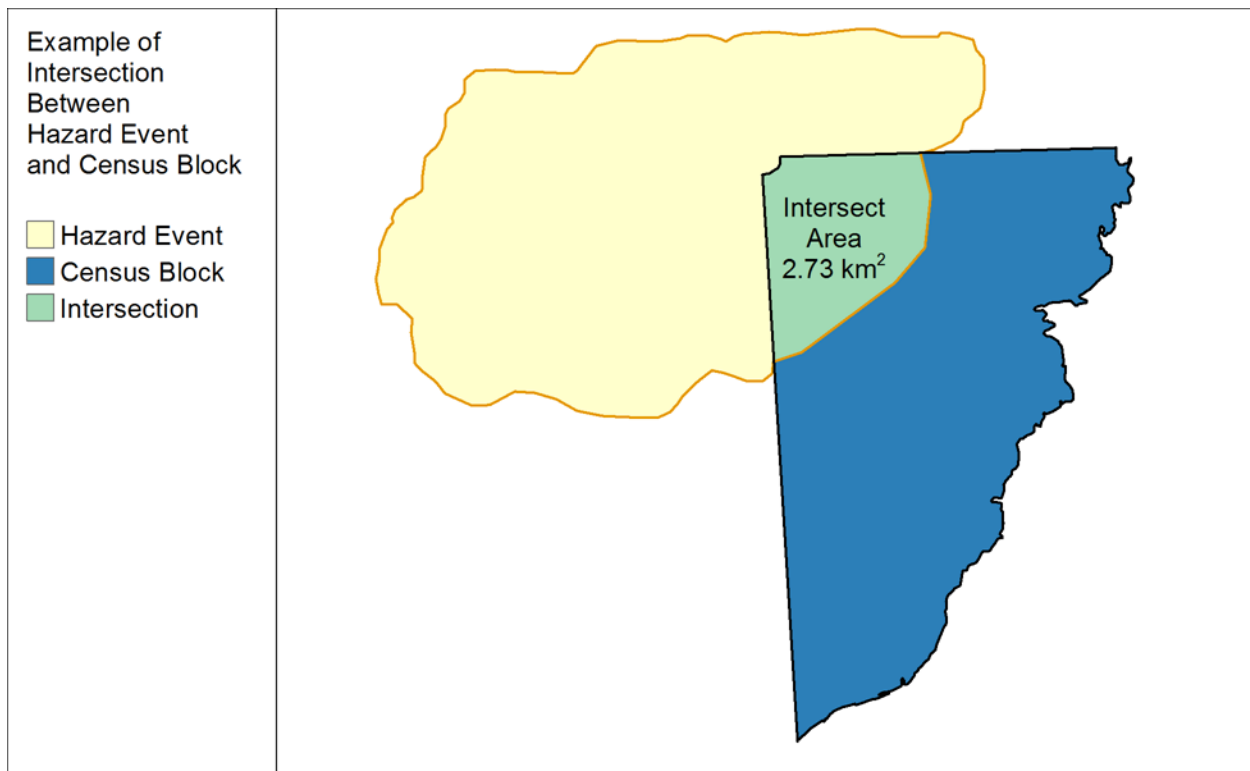 Example of
Intersection
Between
Hazard Event
and Census Block
Hazard Event
Census Block
Intersection
Intersect
Area
2.73 km²